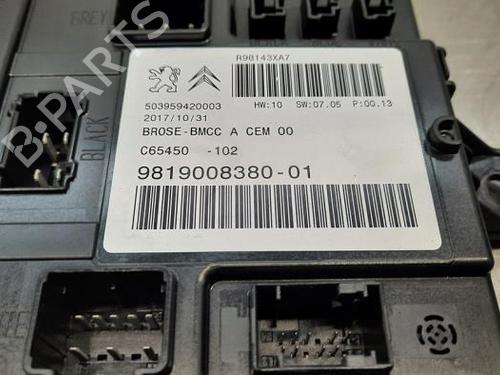 GREY
R98143XA7
503959420003
HW:10 SW:07.05 P:00.13
2017/10/31
BROSE-BMCC A CEM 00
C65450 -102
9819008380-01
BLACK
B-PARTS